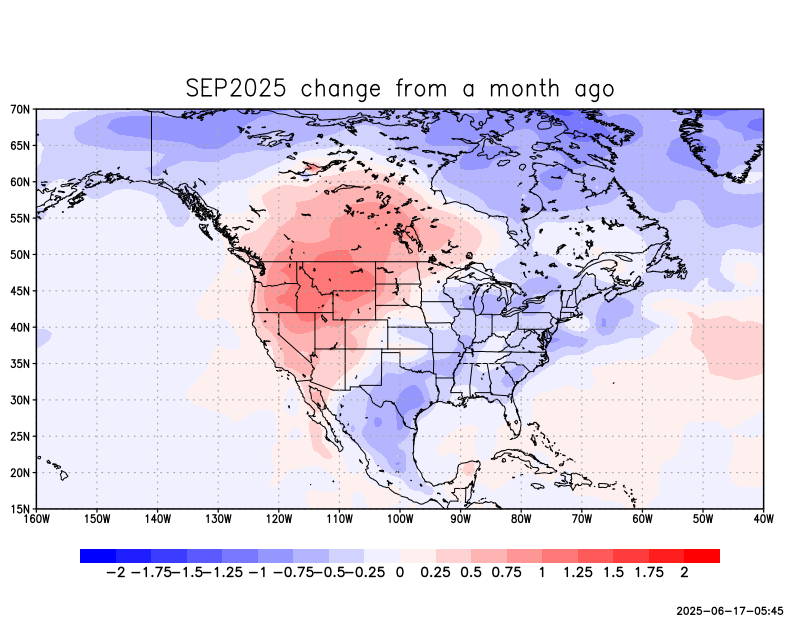 SEP2025 change from a month ago
70N
65N
60N
55N
50N
45N
40N
35N
30N
25N
20N
15N
160W 150W 140W 130W 120W 110W 100W 90W 80W 70W 60W 50W 40W
-2 -1.75 -1.5 -1.25 -1 -0.75 -0.5 -0.25 0 0.25 0.5 0.75 1 1.25 1.5 1.75 2
2025-06-17-05:45